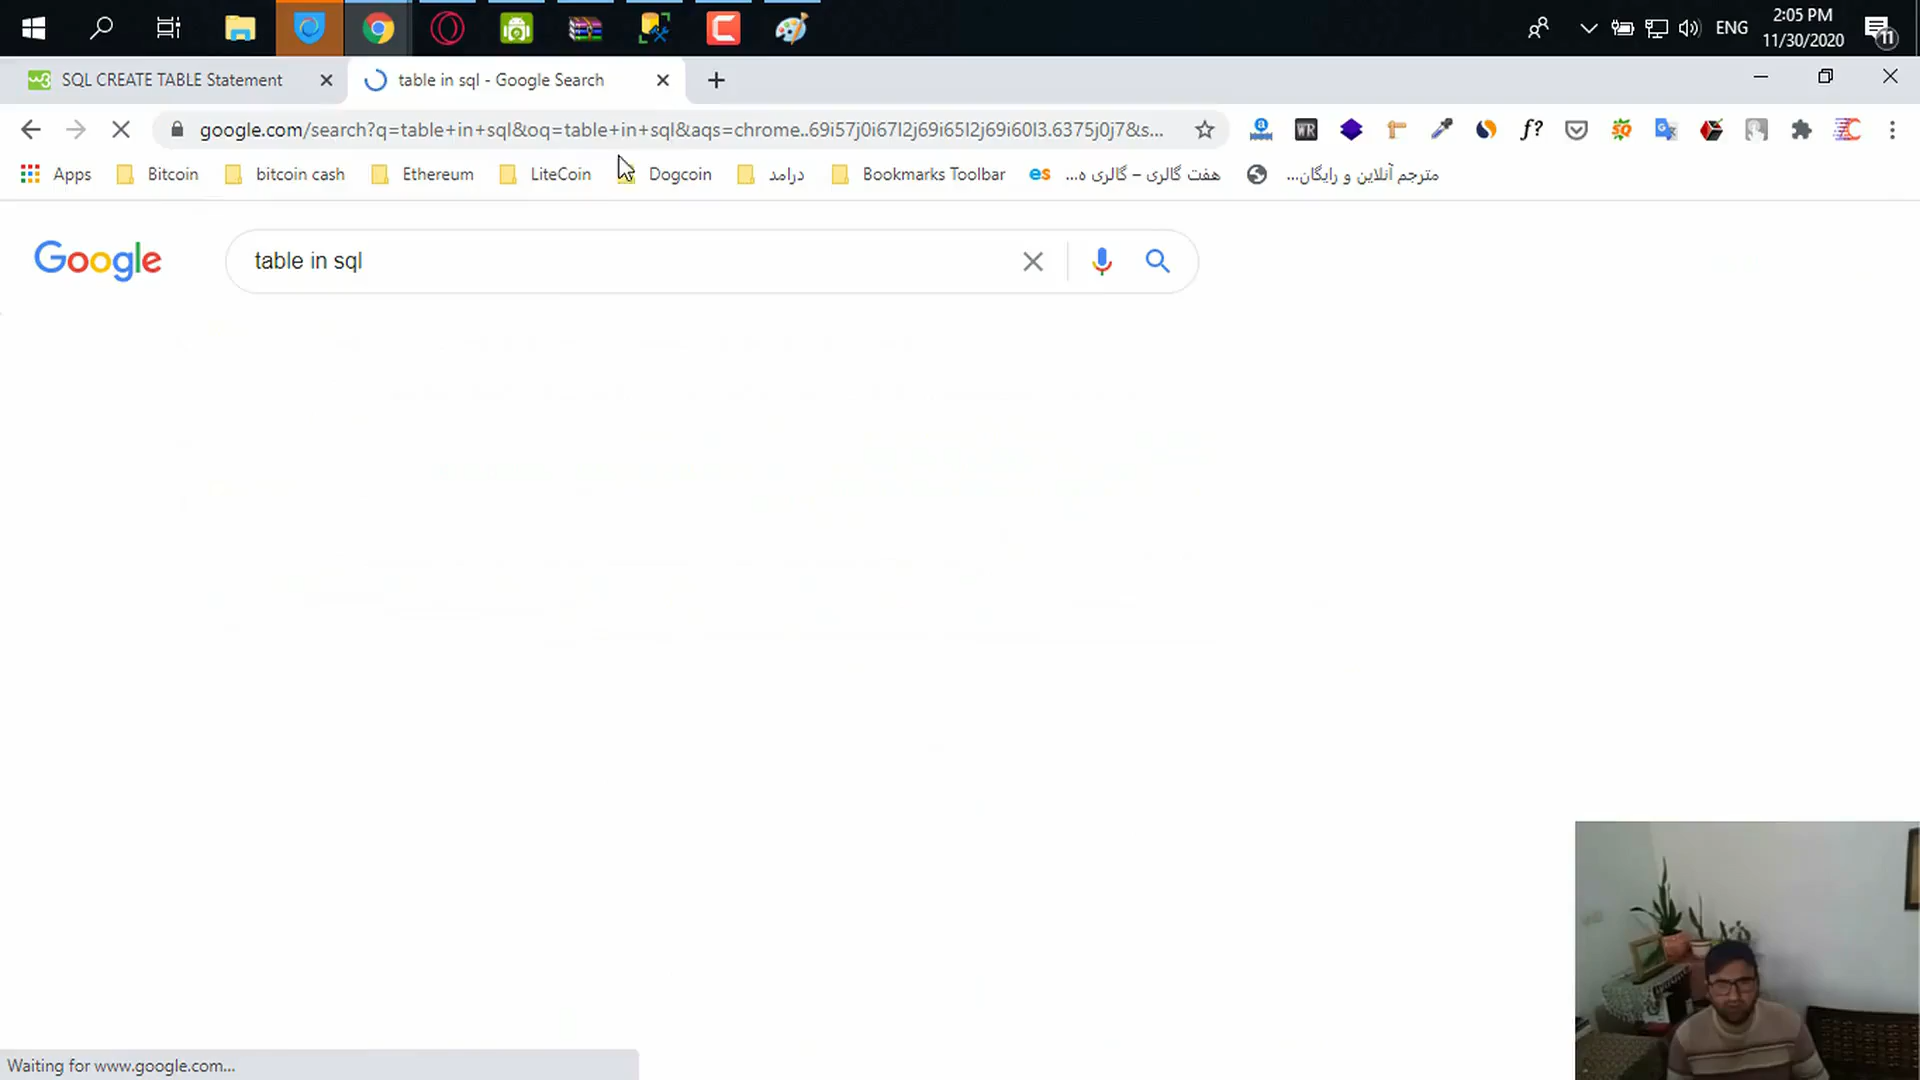 ENG
2:05 PM
11/30/2020
11
SQL CREATE TABLE Statement
table in sql - Google Search
google.com/search?q=table+in+sql&oq=table+in+sql&aqs=chrome..69i57j0i67l2j69i65l2j69i60l3.6375j0j7&s...
WR
f?
Apps
Bitcoin
bitcoin cash
Ethereum
LiteCoin
Dogcoin
درامد
Bookmarks Toolbar
هفت گالری – گالری ه...
مترجم آنلاین و رایگان...
Google
table in sql
Waiting for www.google.com...